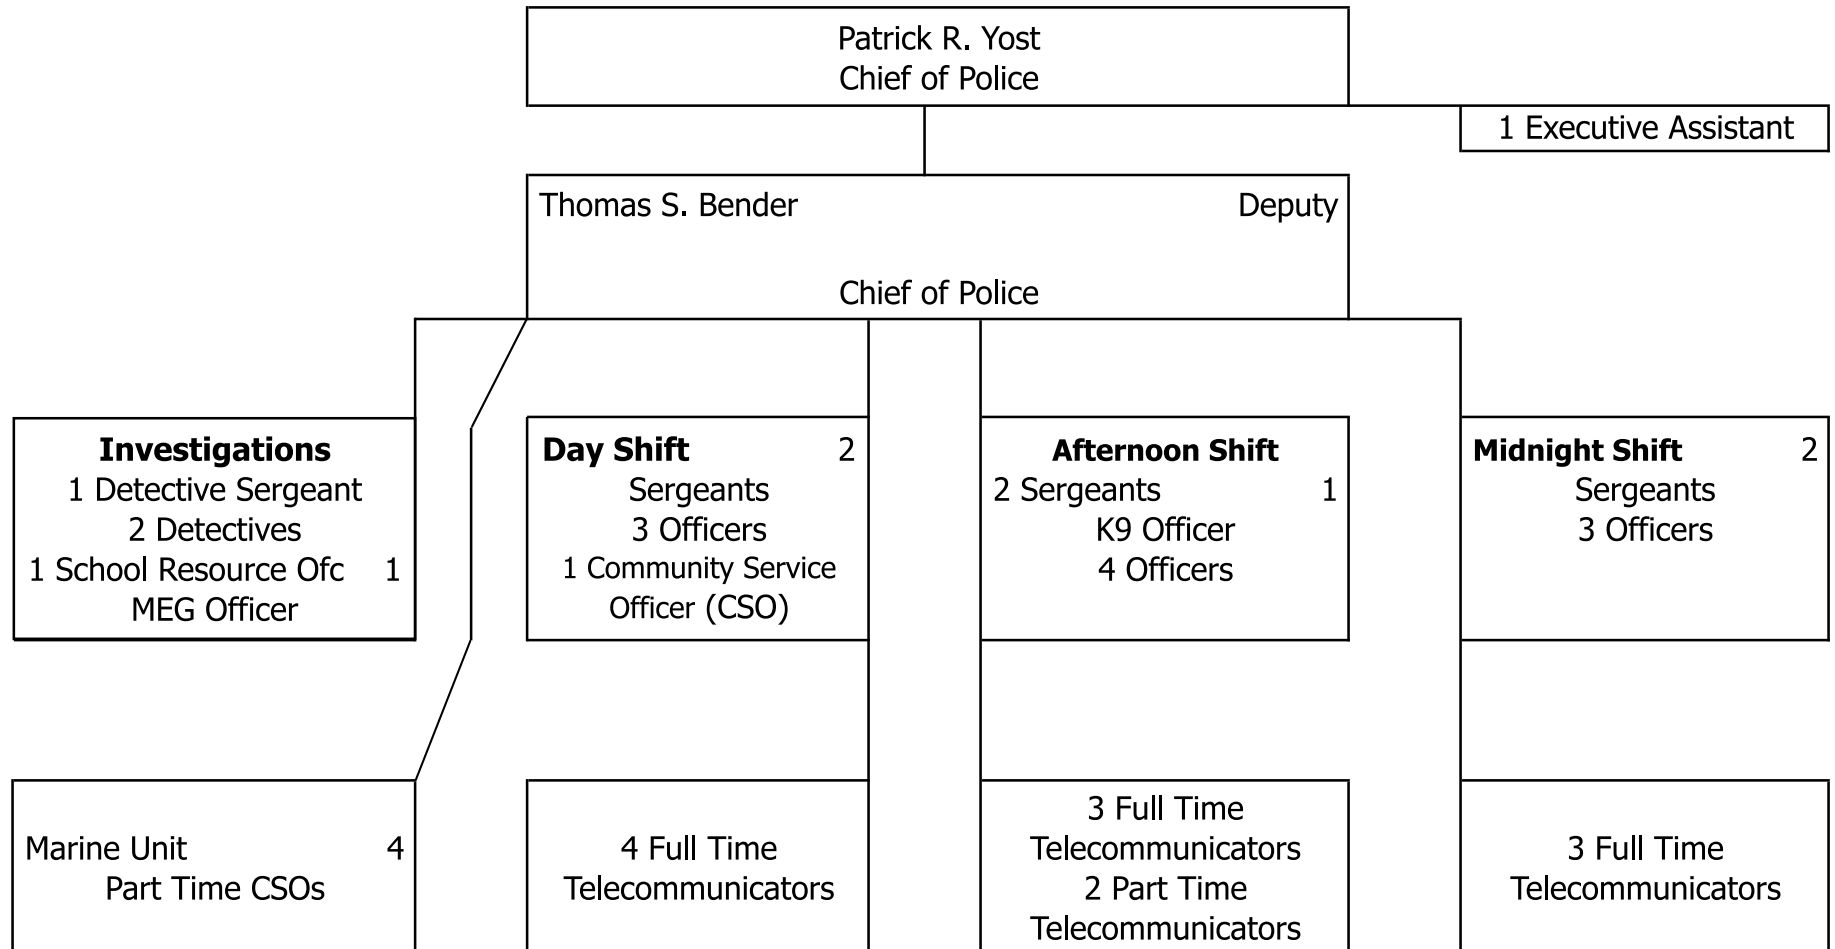 Patrick R. Yost
Chief of Police
1 Executive Assistant
Thomas S. Bender Deputy
Chief of Police
Investigations
1 Detective Sergeant
2 Detectives
1 School Resource Ofc 1
MEG Officer
Day Shift 2
Sergeants
3 Officers
1 Community Service
Officer (CSO)
Afternoon Shift
2 Sergeants 1
K9 Officer
4 Officers
Midnight Shift 2
Sergeants
3 Officers
Marine Unit 4
Part Time CSOs
4 Full Time
Telecommunicators
3 Full Time
Telecommunicators
2 Part Time
Telecommunicators
3 Full Time
Telecommunicators